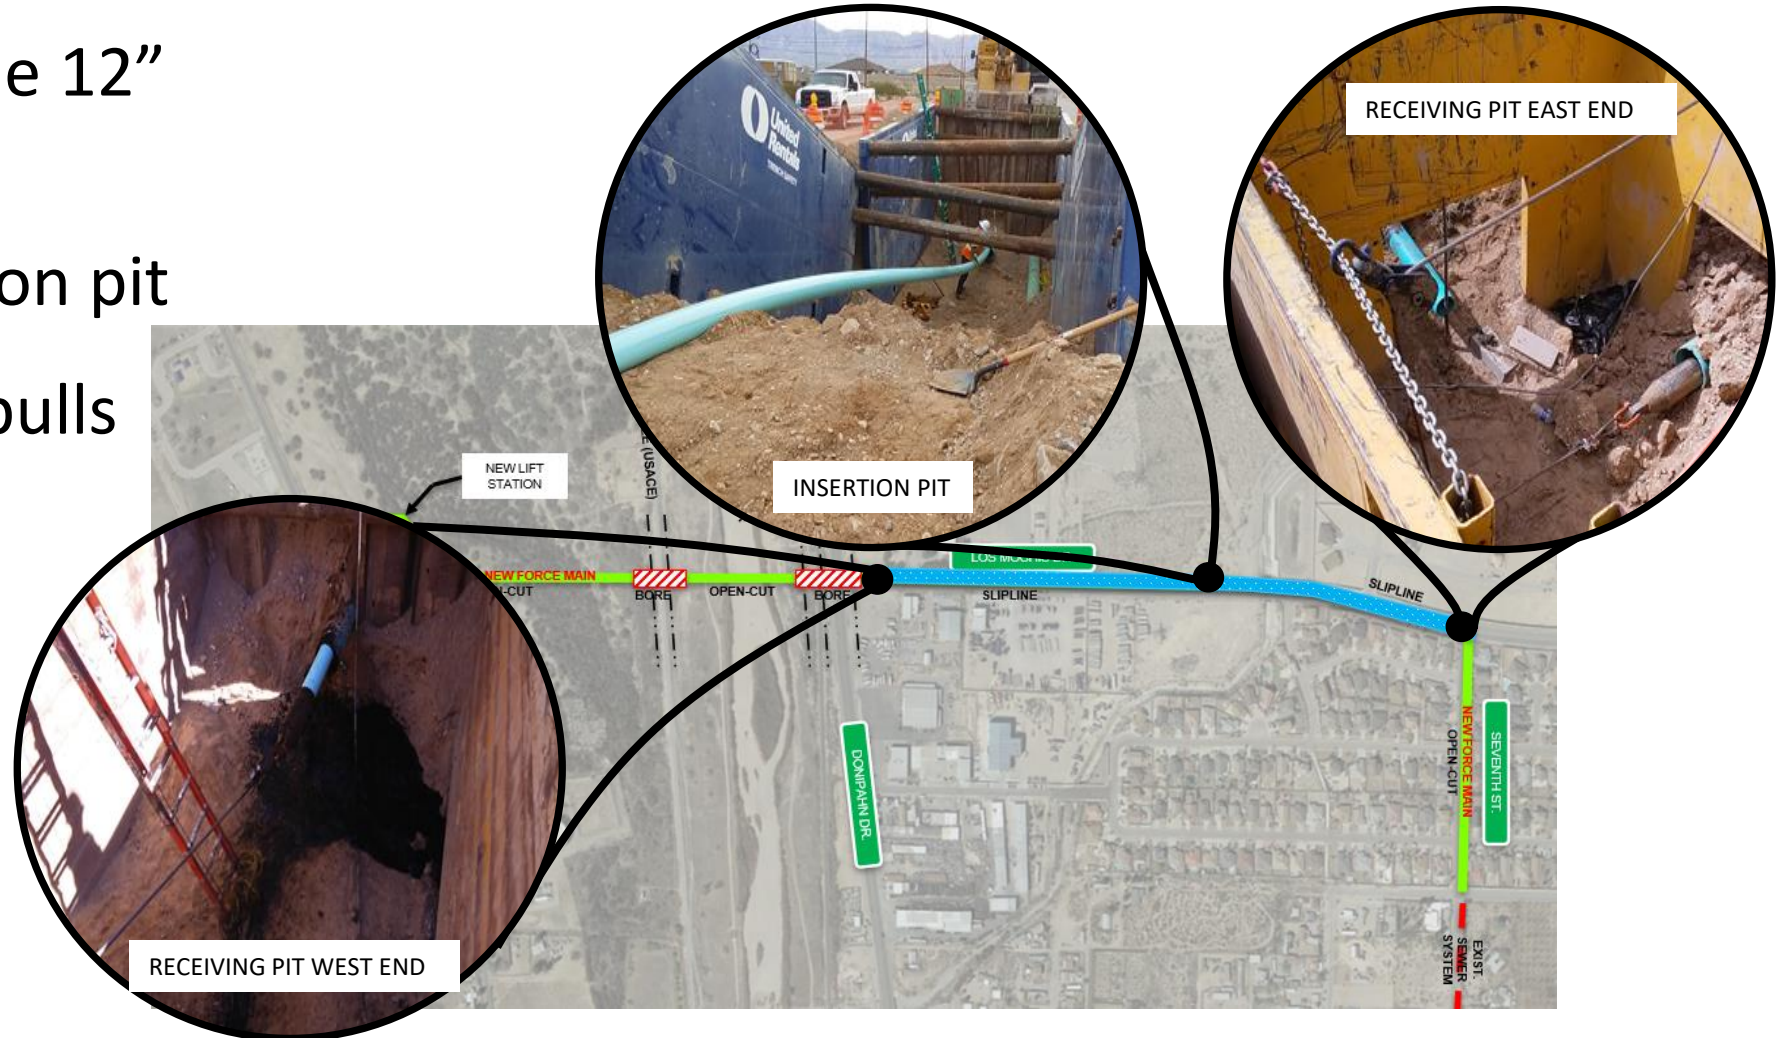 e 12”
on pit
pulls
United
Rentals
TRENCH SAFETY
RECEIVING PIT EAST END
INSERTION PIT
NEW LIFT
STATION
(USACE)
NEW FORCE MAIN
BORE
OPEN-CUT
BORE
SLIPLINE
SLIPLINE
NEW FORCE MAIN
OPEN-CUT
SEVENTH ST.
DONIPAHN DR.
EXIST.
SEWER
SYSTEM
RECEIVING PIT WEST END